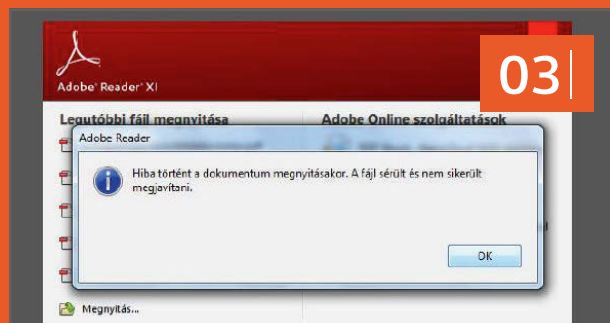 Adobe® Reader® XI
03
Legutóbbi fájl megnyitása
Adobe Online szolgáltatások
Adobe Reader
Hiba történt a dokumentum megnyitásakor. A fájl sérült és nem sikerült
megjavítani.
OK
Megnyitás...